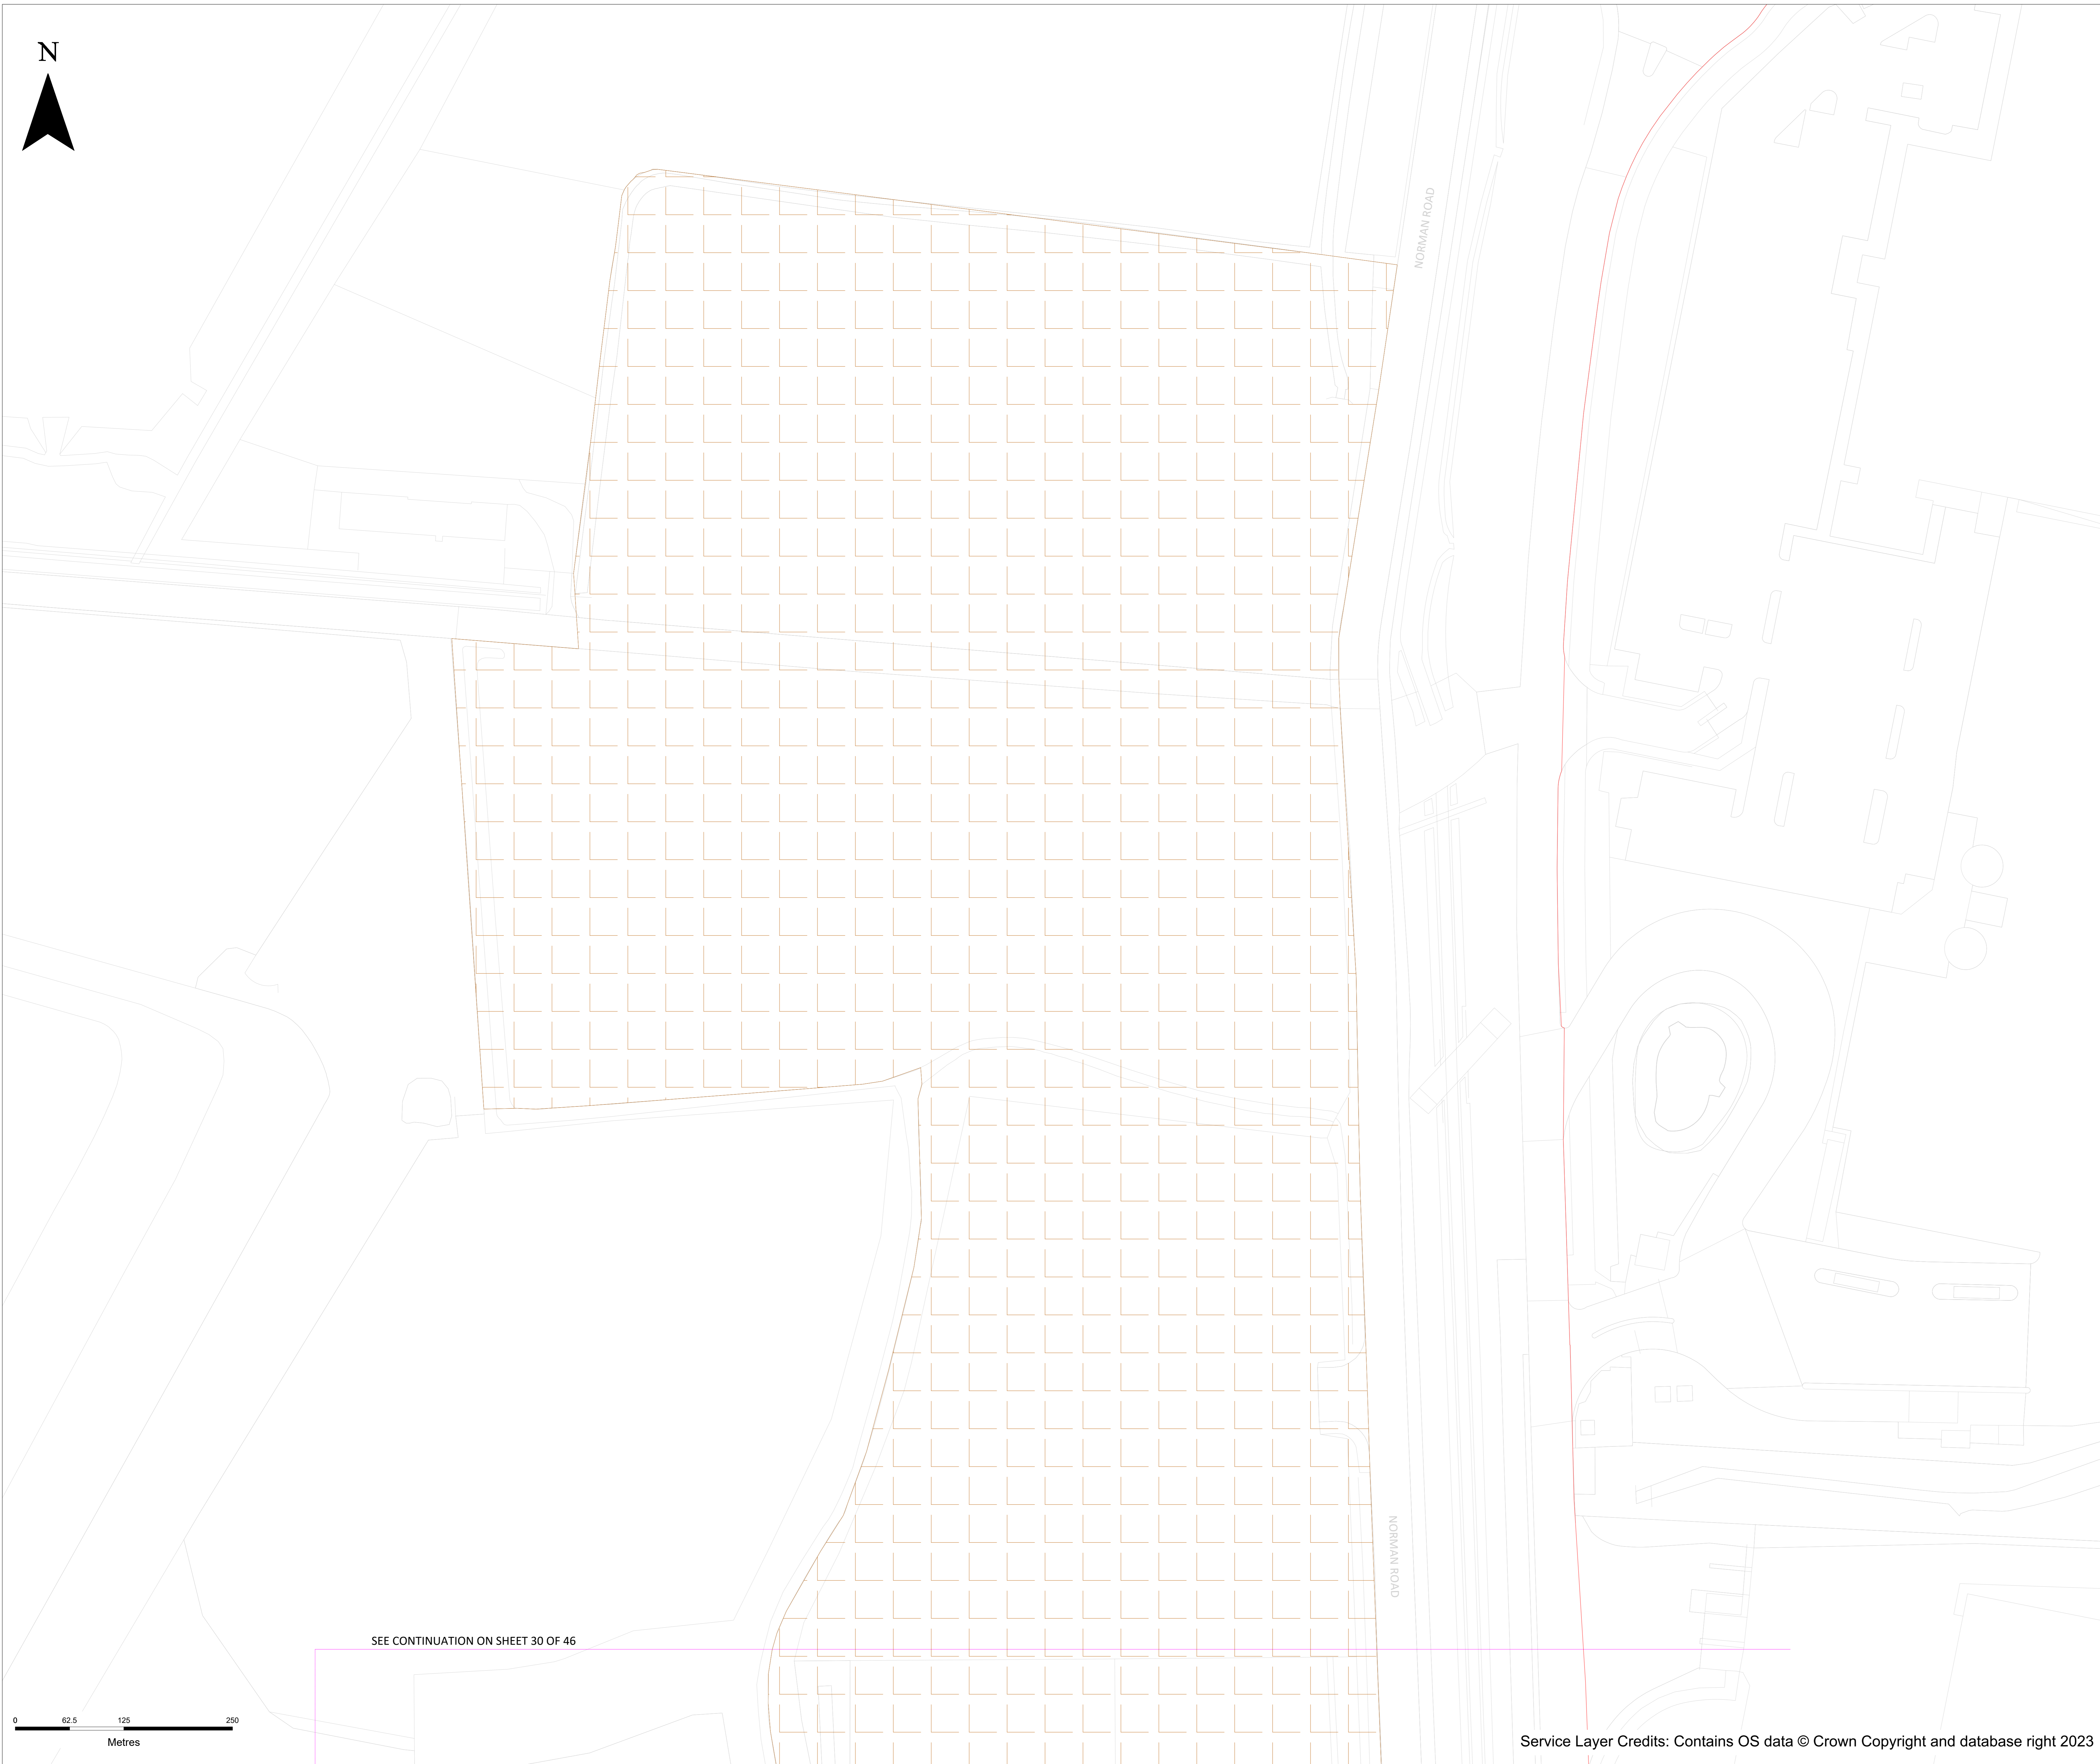 N
NORMAN ROAD
NORMAN ROAD
SEE CONTINUATION ON SHEET 30 OF 46
0 62.5 125 250
Metres
Service Layer Credits: Contains OS data © Crown Copyright and database right 2023